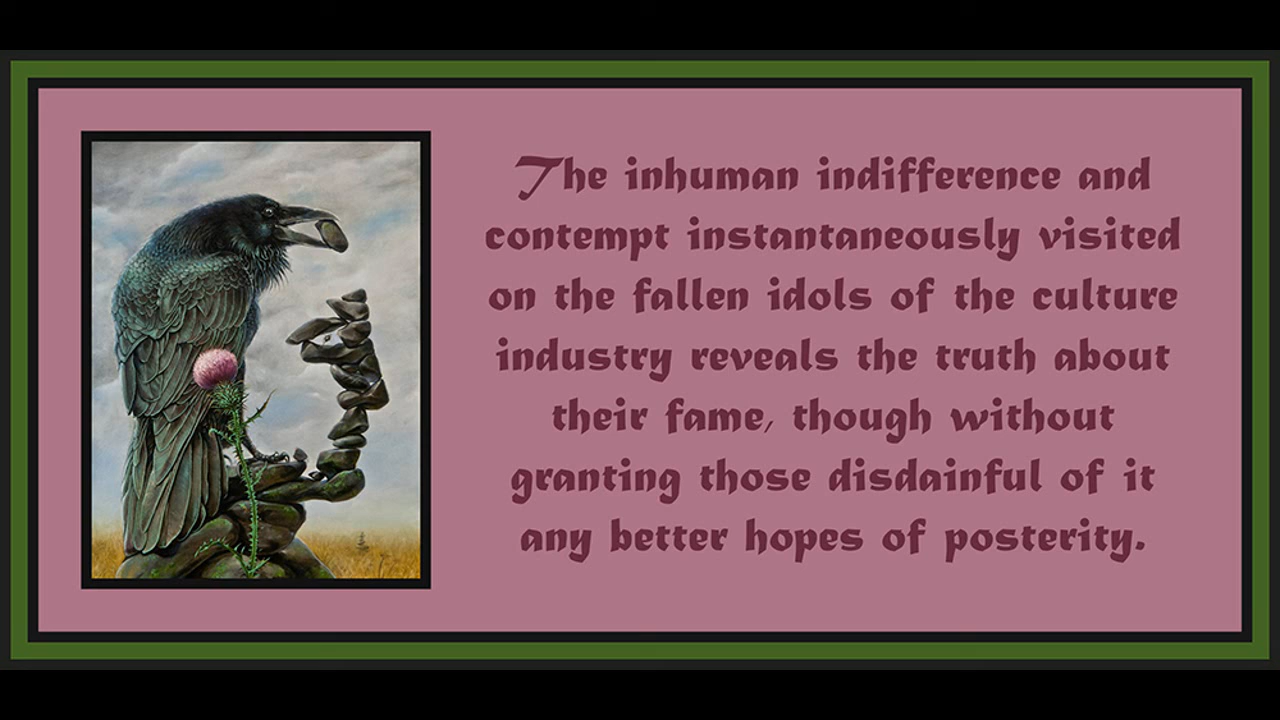 The inhuman indifference and
contempt instantaneously visited
on the fallen idols of the culture
industry reveals the truth about
their fame, though without
granting those disdainful of it
any better hopes of posterity.